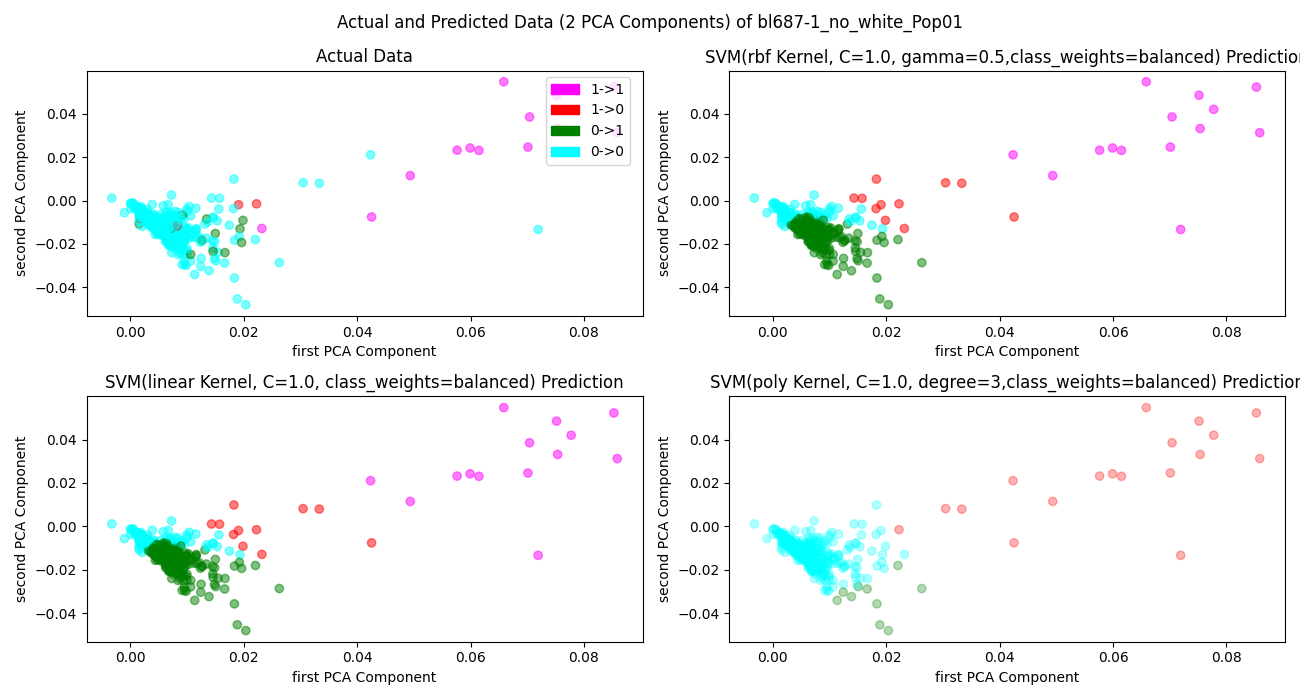 Actual and Predicted Data (2 PCA Components) of bl687-1_no_white_Pop01
Actual Data
second PCA Component
0.04
0.02
0.00
−0.02
−0.04
1->1
1->0
0->1
0->0
0.00 0.02 0.04 0.06 0.08
first PCA Component
SVM(rbf Kernel, C=1.0, gamma=0.5,class_weights=balanced) Prediction
second PCA Component
0.04
0.02
0.00
−0.02
−0.04
0.00 0.02 0.04 0.06 0.08
first PCA Component
SVM(linear Kernel, C=1.0, class_weights=balanced) Prediction
second PCA Component
0.04
0.02
0.00
−0.02
−0.04
0.00 0.02 0.04 0.06 0.08
first PCA Component
SVM(poly Kernel, C=1.0, degree=3,class_weights=balanced) Prediction
second PCA Component
0.04
0.02
0.00
−0.02
−0.04
0.00 0.02 0.04 0.06 0.08
first PCA Component